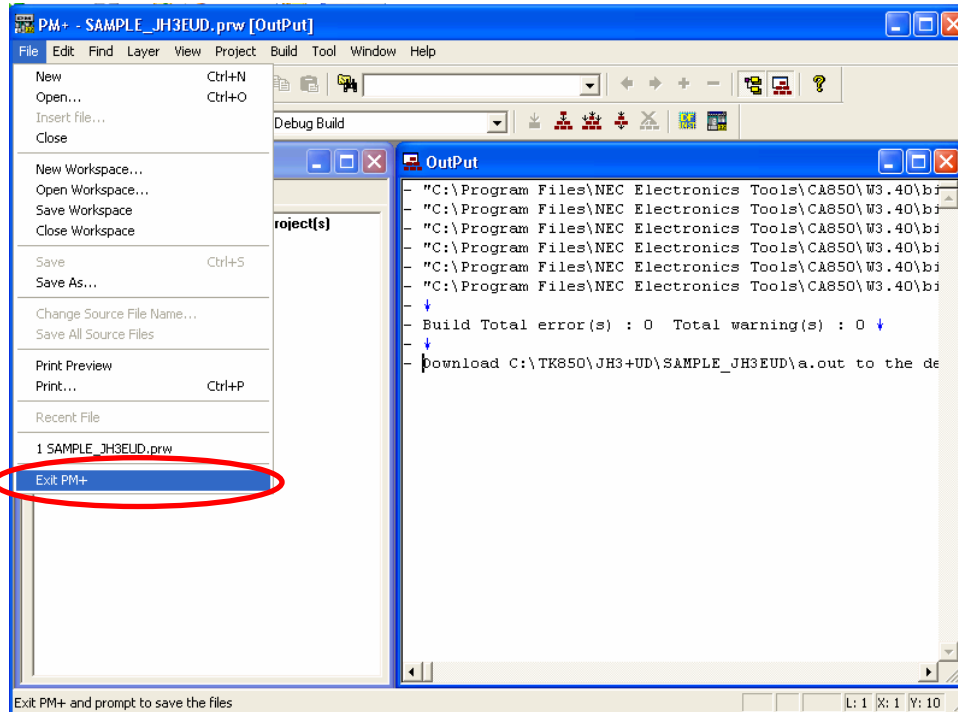 PM+ - SAMPLE_JH3EUD.prw [OutPut]
File Edit Find Layer View Project Build Tool Window Help
New Ctrl+N
Open... Ctrl+O
Insert file...
Close
New Workspace...
Open Workspace...
Save Workspace
Close Workspace
Save Ctrl+S
Save As...
Change Source File Name...
Save All Source Files
Print Preview
Print... Ctrl+P
Recent File
1 SAMPLE_JH3EUD.prw
Exit PM+
Debug Build
roject(s)
OutPut
- "C:\Program Files\NEC Electronics Tools\CA850\W3.40\bi
- "C:\Program Files\NEC Electronics Tools\CA850\W3.40\bi
- "C:\Program Files\NEC Electronics Tools\CA850\W3.40\bi
- "C:\Program Files\NEC Electronics Tools\CA850\W3.40\bi
- "C:\Program Files\NEC Electronics Tools\CA850\W3.40\bi
- "C:\Program Files\NEC Electronics Tools\CA850\W3.40\bi
- ↓
- Build Total error(s) : 0 Total warning(s) : 0 ↓
- ↓
- Download C:\TK850\JH3+UD\SAMPLE_JH3EUD\a.out to the de
Exit PM+ and prompt to save the files
L: 1 X: 1 Y: 10